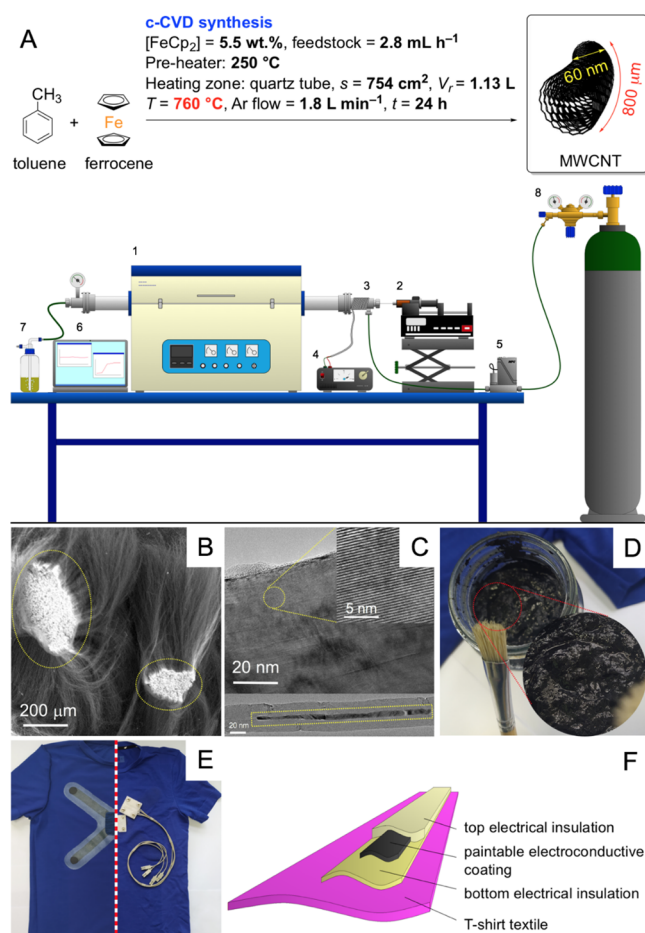 A
c-CVD synthesis
[FeCp₂] = 5.5 wt.%, feedstock = 2.8 mL h⁻¹
Pre-heater: 250 °C
Heating zone: quartz tube, s = 754 cm², Vᵣ = 1.13 L
T = 760 °C, Ar flow = 1.8 L min⁻¹, t = 24 h
CH₃
+
Fe
toluene
ferrocene
60 nm
800 μm
MWCNT
1
2
3
4
5
6
7
8
B
200 μm
C
5 nm
20 nm
20 nm
D
E
F
top electrical insulation
paintable electroconductive
coating
bottom electrical insulation
T-shirt textile